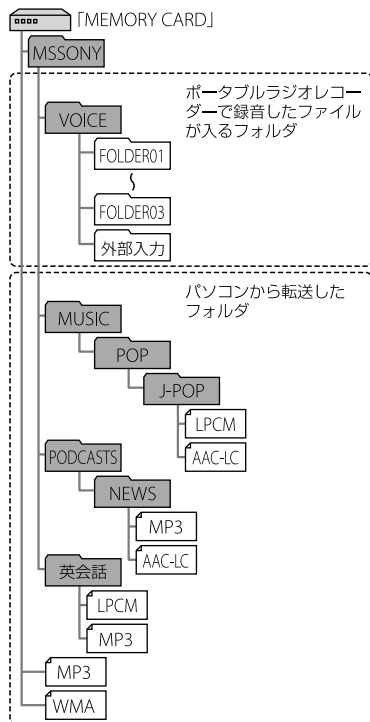 「MEMORY CARD」
MSSONY
ポータブルラジオレコー
ダーで録音したファイル
が入るフォルダ
VOICE
FOLDER01
〜
FOLDER03
外部入力
パソコンから転送した
フォルダ
MUSIC
POP
J-POP
LPCM
AAC-LC
PODCASTS
NEWS
MP3
AAC-LC
英会話
LPCM
MP3
MP3
WMA